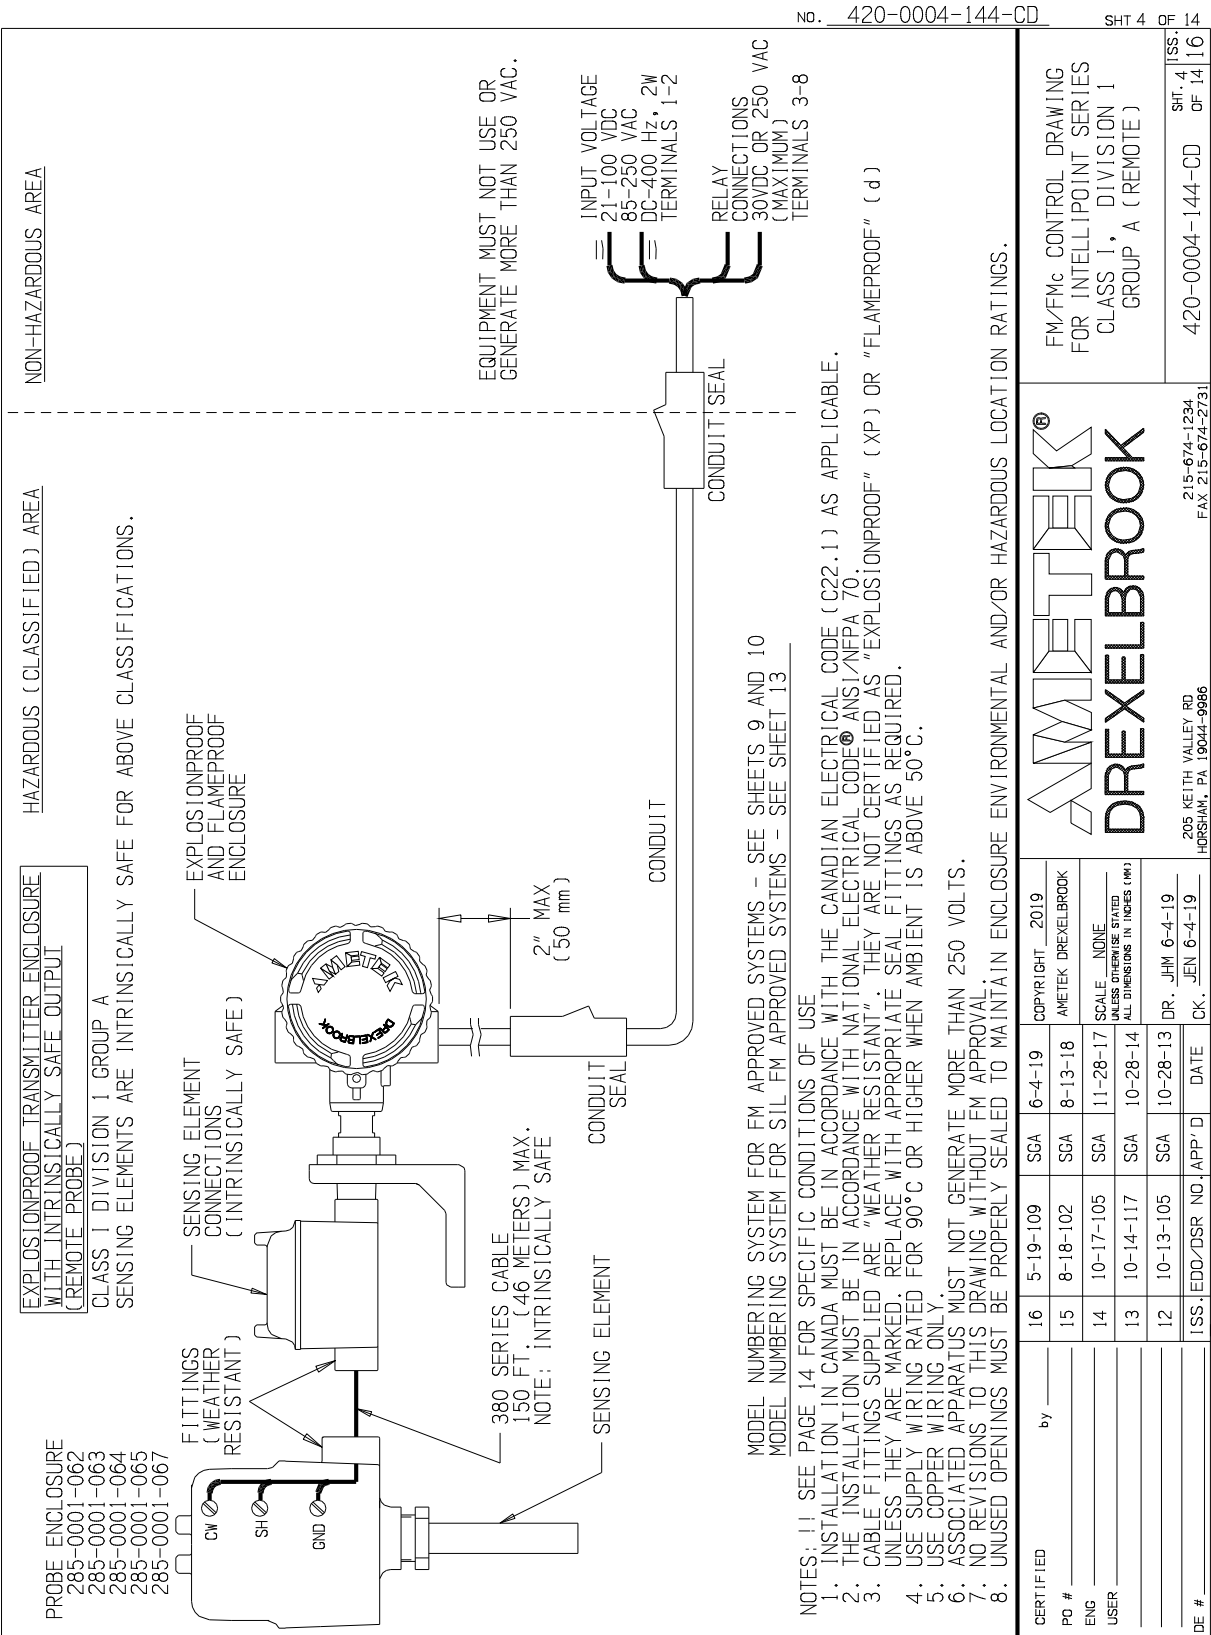 NO. 420-0004-144-CD SHT 4 OF 14
EXPLOSIONPROOF TRANSMITTER ENCLOSURE
WITH INTRINSICALLY SAFE OUTPUT
(REMOTE PROBE)
CLASS I DIVISION 1 GROUP A
SENSING ELEMENTS ARE INTRINSICALLY SAFE FOR ABOVE CLASSIFICATIONS.
HAZARDOUS (CLASSIFIED) AREA
NON-HAZARDOUS AREA
PROBE ENCLOSURE
285-0001-062
285-0001-063
285-0001-064
285-0001-065
285-0001-067
FITTINGS
(WEATHER
RESISTANT)
SENSING ELEMENT
CONNECTIONS
(INTRINSICALLY SAFE)
EXPLOSIONPROOF
AND FLAMEPROOF
ENCLOSURE
EQUIPMENT MUST NOT USE OR
GENERATE MORE THAN 250 VAC.
CW
SH
GND
AMETEK
DREXELBROOK
2" MAX
(50 mm)
380 SERIES CABLE
150 FT. (46 METERS) MAX.
NOTE: INTRINSICALLY SAFE
SENSING ELEMENT
CONDUIT
SEAL
CONDUIT
CONDUIT SEAL
INPUT VOLTAGE
21-100 VDC
85-250 VAC
DC-400 Hz, 2W
TERMINALS 1-2
RELAY
CONNECTIONS
30VDC OR 250 VAC
(MAXIMUM)
TERMINALS 3-8
MODEL NUMBERING SYSTEM FOR FM APPROVED SYSTEMS - SEE SHEETS 9 AND 10
MODEL NUMBERING SYSTEM FOR SIL FM APPROVED SYSTEMS - SEE SHEET 13
NOTES: !! SEE PAGE 14 FOR SPECIFIC CONDITIONS OF USE
1. INSTALLATION IN CANADA MUST BE IN ACCORDANCE WITH THE CANADIAN ELECTRICAL CODE (C22.1) AS APPLICABLE.
2. THE INSTALLATION MUST BE IN ACCORDANCE WITH NATIONAL ELECTRICAL CODE® ANSI/NFPA 70.
3. CABLE FITTINGS SUPPLIED ARE "WEATHER RESISTANT". THEY ARE NOT CERTIFIED AS "EXPLOSIONPROOF" (XP) OR "FLAMEPROOF" (d)
UNLESS THEY ARE MARKED. REPLACE WITH APPROPRIATE SEAL FITTINGS AS REQUIRED.
4. USE SUPPLY WIRING RATED FOR 90°C OR HIGHER WHEN AMBIENT IS ABOVE 50°C.
5. USE COPPER WIRING ONLY.
6. ASSOCIATED APPARATUS MUST NOT GENERATE MORE THAN 250 VOLTS.
7. NO REVISIONS TO THIS DRAWING WITHOUT FM APPROVAL.
8. UNUSED OPENINGS MUST BE PROPERLY SEALED TO MAINTAIN ENCLOSURE ENVIRONMENTAL AND/OR HAZARDOUS LOCATION RATINGS.
CERTIFIED by
PO #
ENG
USER
DE #
16 5-19-109 SGA 6-4-19
15 8-18-102 SGA 8-13-18
14 10-17-105 SGA 11-28-17
13 10-14-117 SGA 10-28-14
12 10-13-105 SGA 10-28-13
ISS. EDO/DSR NO. APP'D DATE
COPYRIGHT 2019
AMETEK DREXELBROOK
SCALE NONE
UNLESS OTHERWISE STATED
ALL DIMENSIONS IN INCHES (MM)
DR. JHM 6-4-19
CK. JEN 6-4-19
AMETEK®
DREXELBROOK
205 KEITH VALLEY RD
HORSHAM, PA 19044-9986
215-674-1234
FAX 215-674-2731
FM/FMc CONTROL DRAWING
FOR INTELLIPOINT SERIES
CLASS I, DIVISION 1
GROUP A (REMOTE)
420-0004-144-CD
SHT. 4
OF 14
ISS.
16